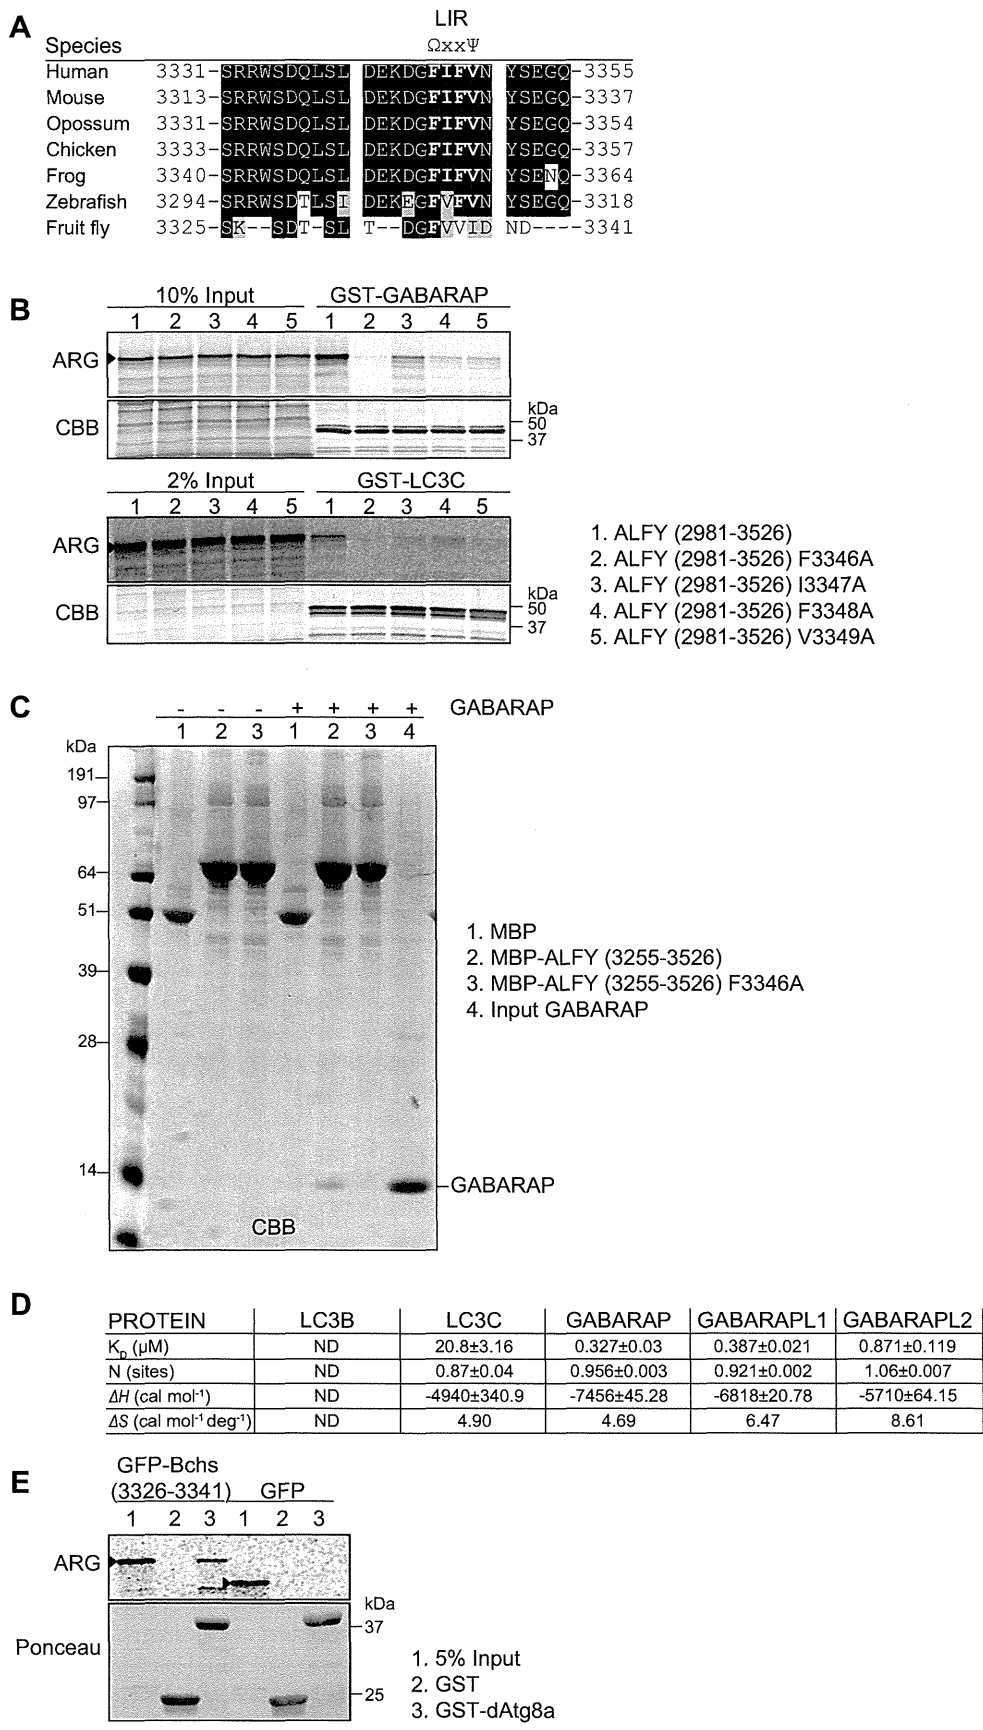 A
LIR
Species
ΩxxΨ
Human 3331-SRRWSDQLSL DEKDGFIFVN YSEGQ-3355
Mouse 3313-SRRWSDQLSL DEKDGFIFVN YSEGQ-3337
Opossum 3331-SRRWSDQLSL DEKDGFIFVN YSEGQ-3354
Chicken 3333-SRRWSDQLSL DEKDGFIFVN YSEGQ-3357
Frog 3340-SRRWSDQLSL DEKDGFIFVN YSENQ-3364
Zebrafish 3294-SRRWSDTLSI DEKEGFVFVN YSEGQ-3318
Fruit fly 3325-SK--SDT-SL T--DGFVVID ND----3341
B
10% Input GST-GABARAP
1 2 3 4 5 1 2 3 4 5
ARG
CBB
kDa
50
37
2% Input GST-LC3C
1 2 3 4 5 1 2 3 4 5
ARG
CBB
kDa
50
37
1. ALFY (2981-3526)
2. ALFY (2981-3526) F3346A
3. ALFY (2981-3526) I3347A
4. ALFY (2981-3526) F3348A
5. ALFY (2981-3526) V3349A
C
- - - + + + + GABARAP
1 2 3 1 2 3 4
kDa
191
97
64
51
39
28
14
GABARAP
CBB
1. MBP
2. MBP-ALFY (3255-3526)
3. MBP-ALFY (3255-3526) F3346A
4. Input GABARAP
D
PROTEIN LC3B LC3C GABARAP GABARAPL1 GABARAPL2
KD (µM) ND 20.8±3.16 0.327±0.03 0.387±0.021 0.871±0.119
N (sites) ND 0.87±0.04 0.956±0.003 0.921±0.002 1.06±0.007
ΔH (cal mol-1) ND -4940±340.9 -7456±45.28 -6818±20.78 -5710±64.15
ΔS (cal mol-1 deg-1) ND 4.90 4.69 6.47 8.61
E
GFP-Bchs
(3326-3341) GFP
1 2 3 1 2 3
ARG
Ponceau
kDa
37
25
1. 5% Input
2. GST
3. GST-dAtg8a